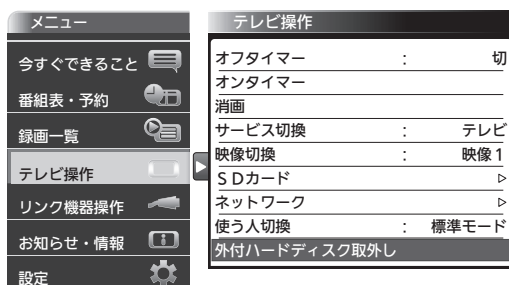 メニュー
今すぐできること
番組表・予約
録画一覧
テレビ操作
リンク機器操作
お知らせ・情報
設定
テレビ操作
オフタイマー : 切
オンタイマー
消画
サービス切換 : テレビ
映像切換 : 映像1
SDカード
ネットワーク
使う人切換 : 標準モード
外付ハードディスク取外し